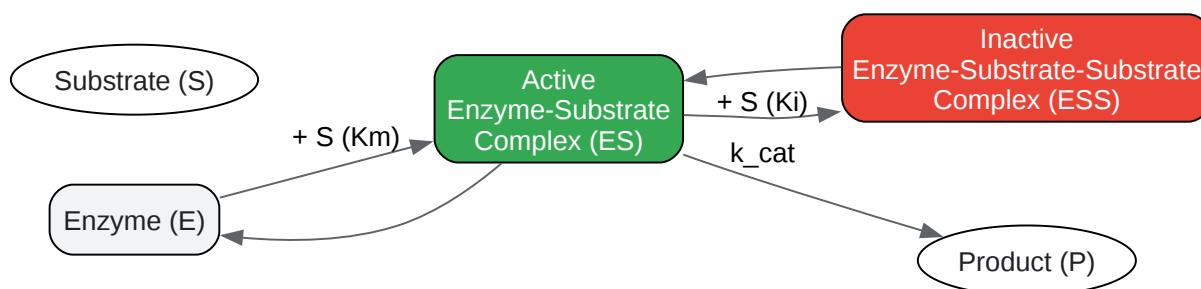 Substrate (S)
Active
Enzyme-Substrate
Complex (ES)
Inactive
Enzyme-Substrate-Substrate
Complex (ESS)
+ S (Km)
+ S (Ki)
k_cat
Enzyme (E)
Product (P)